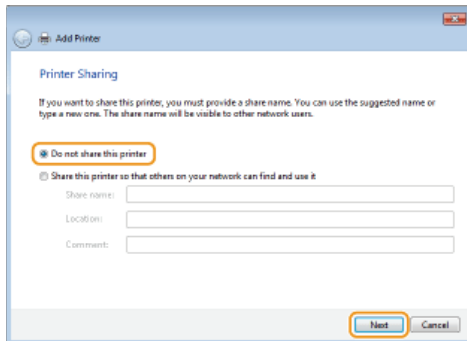 Add Printer
Printer Sharing
If you want to share this printer, you must provide a share name. You can use the suggested name or
type a new one. The share name will be visible to other network users.
Do not share this printer
Share this printer so that others on your network can find and use it
Share name:
Location:
Comment:
Next Cancel